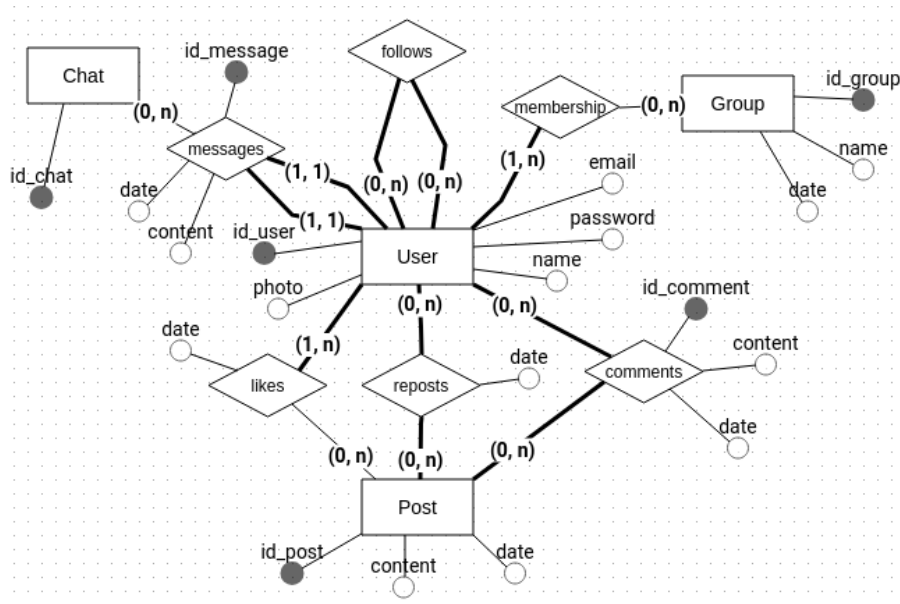 follows
id_message
Chat
id_group
(0, n)
membership
(0, n)
Group
messages
(1, 1)
(1, n)
name
email
id_chat
date
(0, n)
(0, n)
date
(1, 1)
password
content
id_user
User
name
photo
(0, n)
(0, n)
id_comment
date
(1, n)
content
date
likes
reposts
comments
date
(0, n)
(0, n)
(0, n)
Post
id_post
content
date